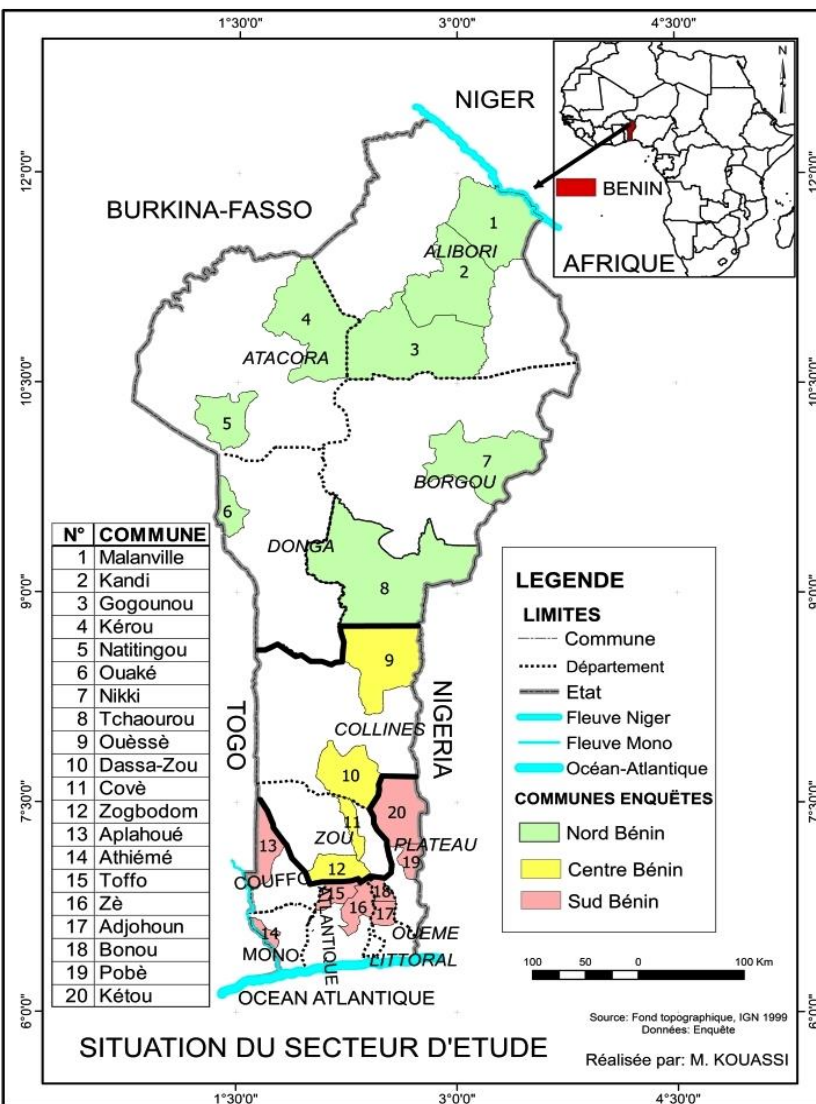 1°30'0" 3°0'0" 4°30'0"
12°0'0"
10°30'0"
9°0'0"
7°30'0"
6°0'0"
NIGER
BURKINA-FASSO
N
BENIN
AFRIQUE
1
ALIBORI
2
3
4
ATACORA
5
6
7
BORGOU
DONGA
8
9
COLLINES
10
11
ZOU
12
13
COUFFO
14
MONO
15
16
ATLANTIQUE
17
18
19
20
PLATEAU
OUEME
LITTORAL
TOGO
NIGERIA
OCEAN ATLANTIQUE
N° COMMUNE
1 Malanville
2 Kandi
3 Gogounou
4 Kérou
5 Natitingou
6 Ouaké
7 Nikki
8 Tchaourou
9 Ouèssè
10 Dassa-Zou
11 Covè
12 Zogbodom
13 Aplahoué
14 Athiémé
15 Toffo
16 Zè
17 Adjohoun
18 Bonou
19 Pobè
20 Kétou
LEGENDE
LIMITES
Commune
Département
Etat
Fleuve Niger
Fleuve Mono
Océan-Atlantique
COMMUNES ENQUËTES
Nord Bénin
Centre Bénin
Sud Bénin
100 50 0 100 Km
Source: Fond topographique, IGN 1999
Données: Enquête
SITUATION DU SECTEUR D'ETUDE
Réalisée par: M. KOUASSI
12°0'0"
10°30'0"
9°0'0"
7°30'0"
6°0'0"
1°30'0" 3°0'0" 4°30'0"